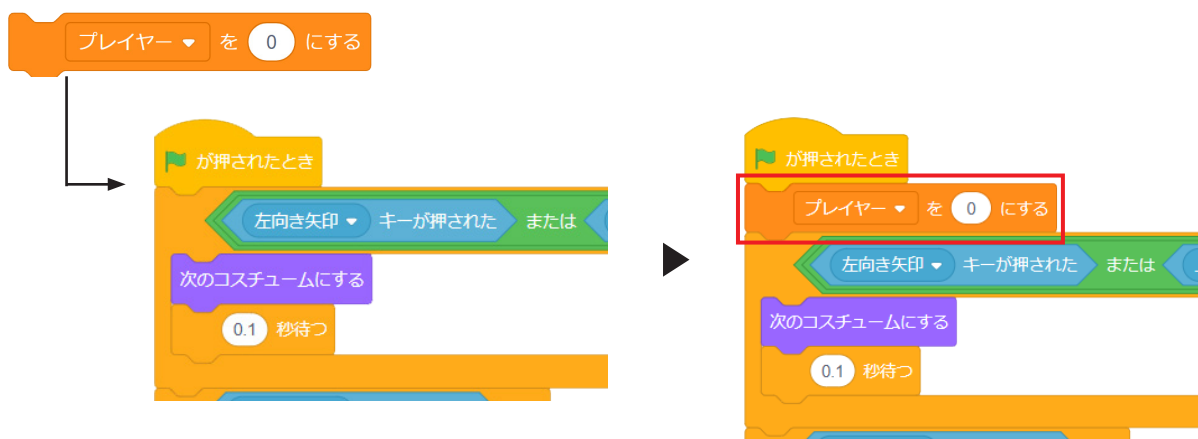 プレイヤー を 0 にする
が押されたとき
左向き矢印 キーが押された または
次のコスチュームにする
0.1 秒待つ
が押されたとき
プレイヤー を 0 にする
左向き矢印 キーが押された または
次のコスチュームにする
0.1 秒待つ